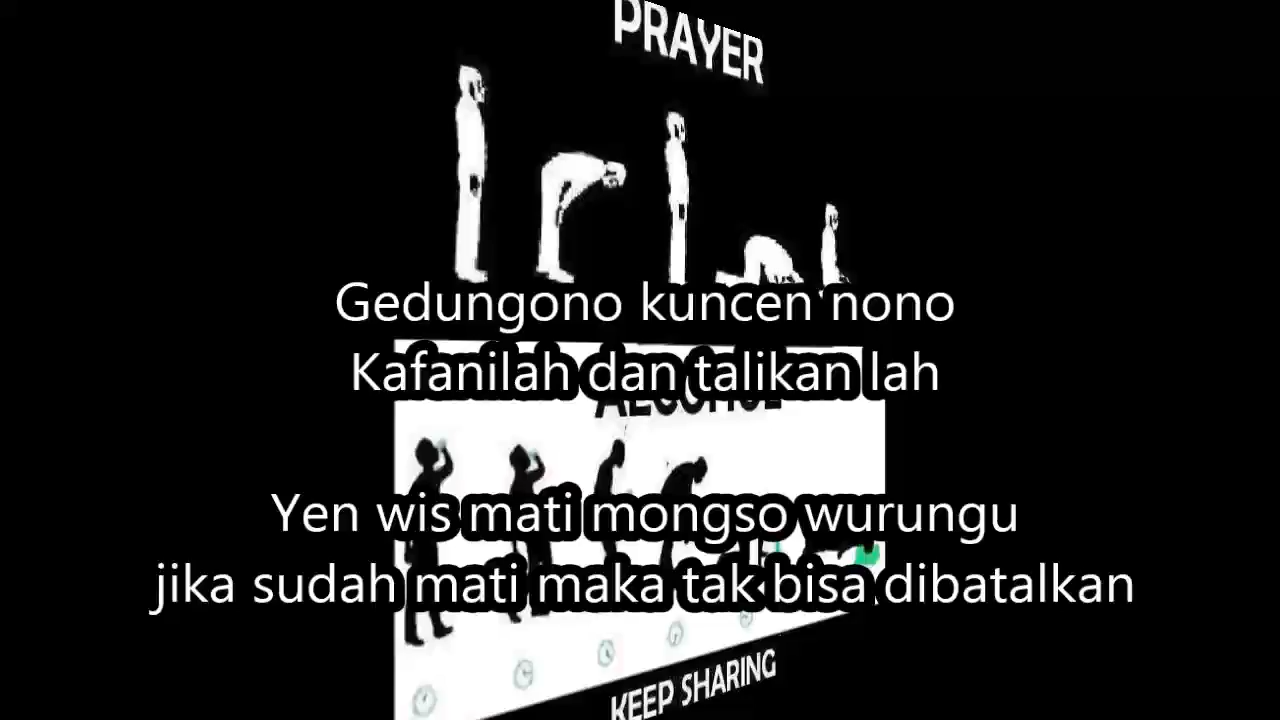 PRAYER
Gedungono kuncen nono
Kafanilah dan talikan lah
ALCOHOL
Yen wis mati mongso wurungu
jika sudah mati maka tak bisa dibatalkan
KEEP SHARING